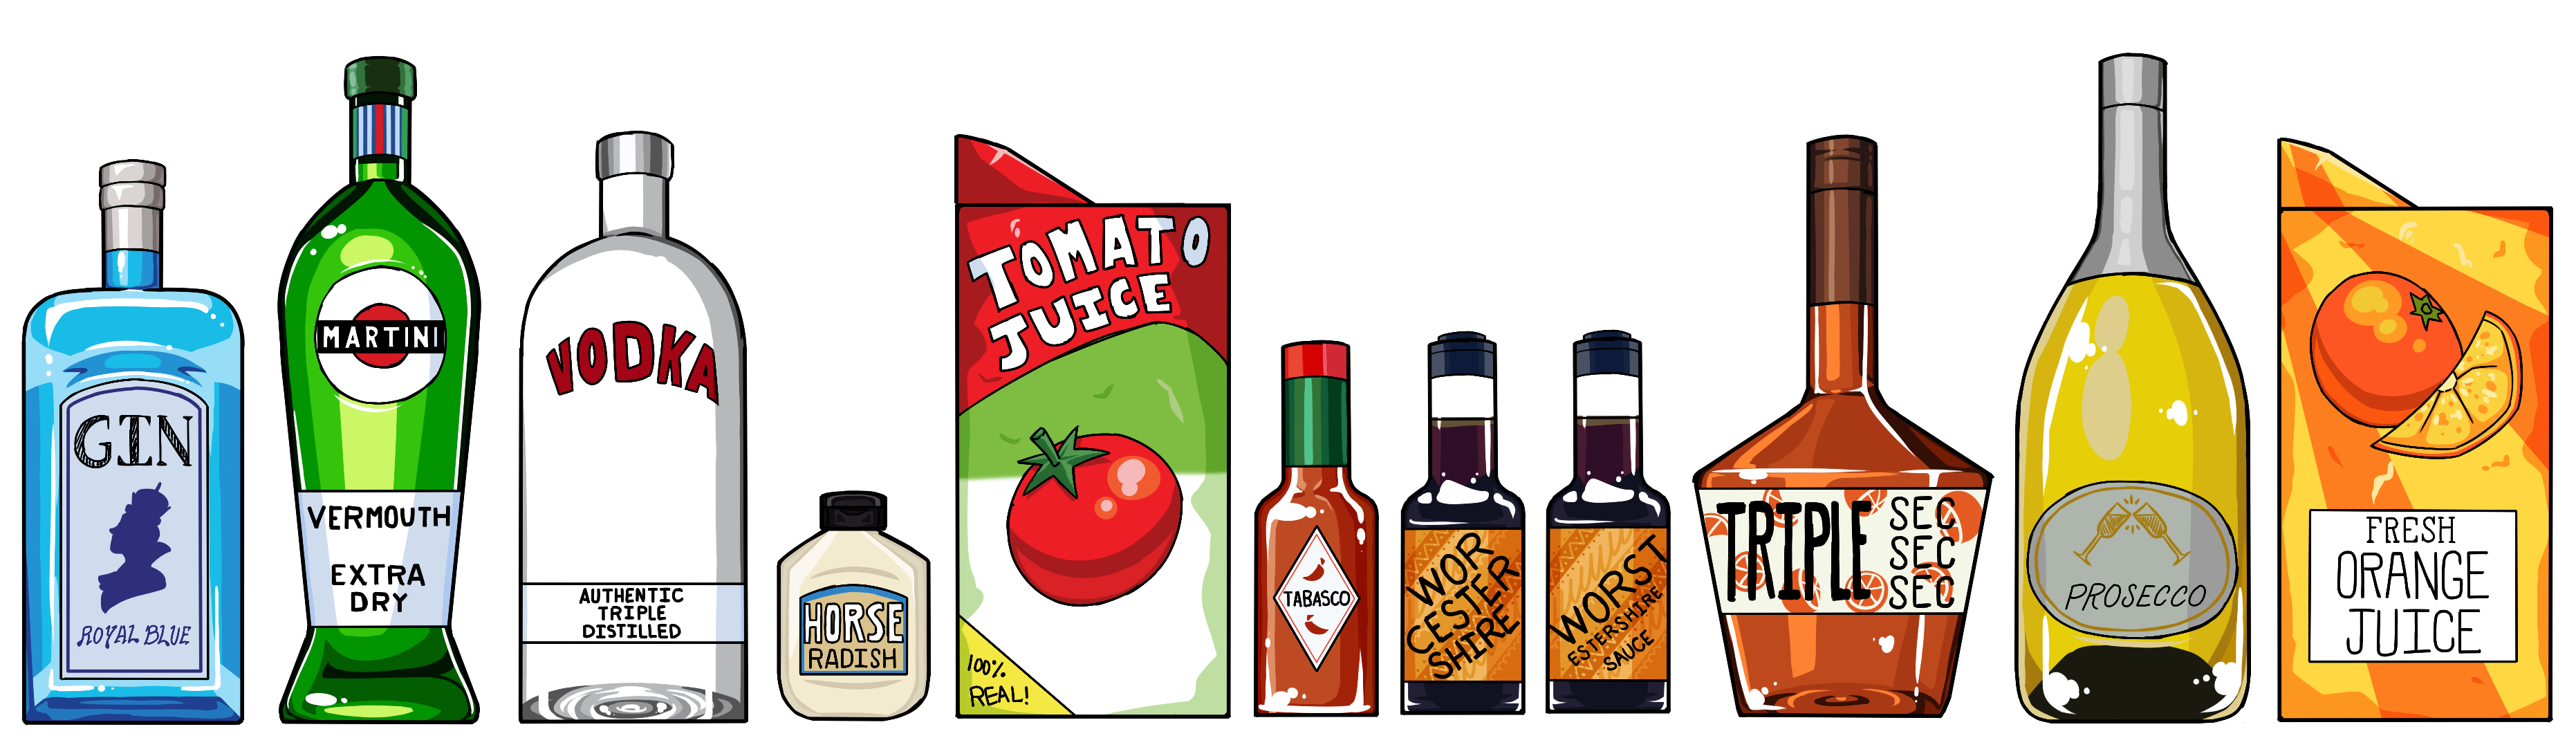 GIN
ROYAL BLUE
MARTINI
VERMOUTH
EXTRA
DRY
VODKA
AUTHENTIC
TRIPLE
DISTILLED
HORSE
RADISH
TOMATO
JUICE
100%
REAL!
TABASCO
WOR
CESTER
SHIRE
WORST
ESTERSHIRE
SAUCE
TRIPLE
SEC
SEC
SEC
PROSECCO
FRESH
ORANGE
JUICE